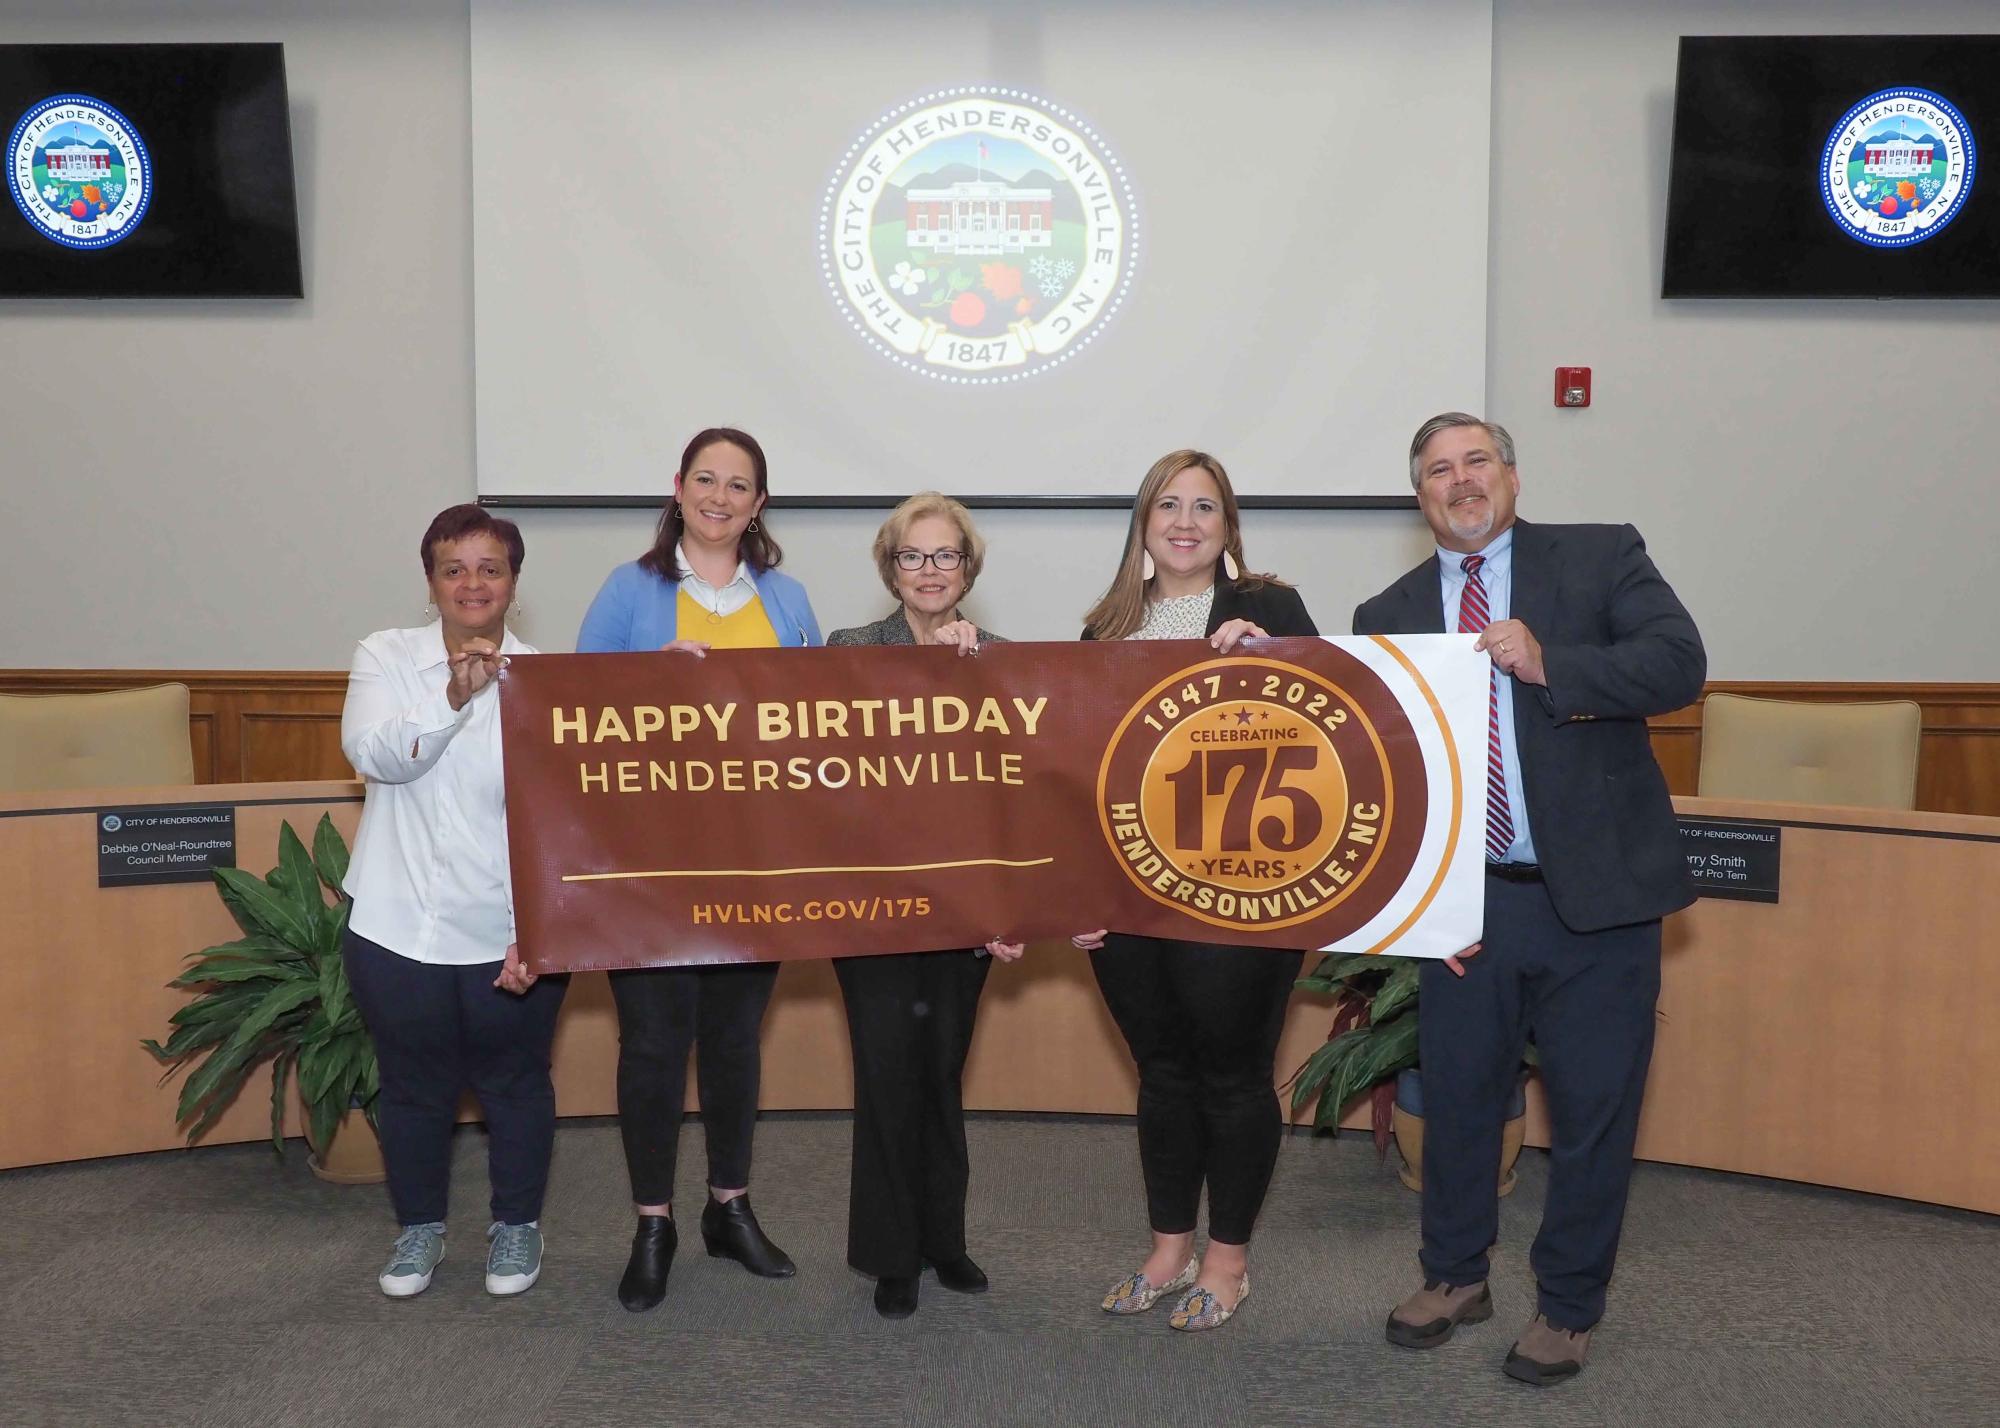 THE CITY OF HENDERSONVILLE · NC
1847
THE CITY OF HENDERSONVILLE · NC
1847
THE CITY OF HENDERSONVILLE · NC
1847
HAPPY BIRTHDAY
HENDERSONVILLE
HVLNC.GOV/175
1847 · 2022
CELEBRATING
175
YEARS
HENDERSONVILLE NC
CITY OF HENDERSONVILLE
Debbie O'Neal-Roundtree
Council Member
TY OF HENDERSONVILLE
erry Smith
yor Pro Tem